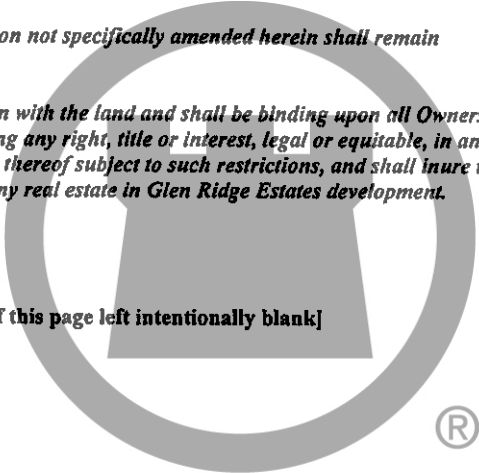 on not specifically amended herein shall remain
n with the land and shall be binding upon all Owners
ng any right, title or interest, legal or equitable, in an
thereof subject to such restrictions, and shall inure t
ny real estate in Glen Ridge Estates development.
f this page left intentionally blank]
®